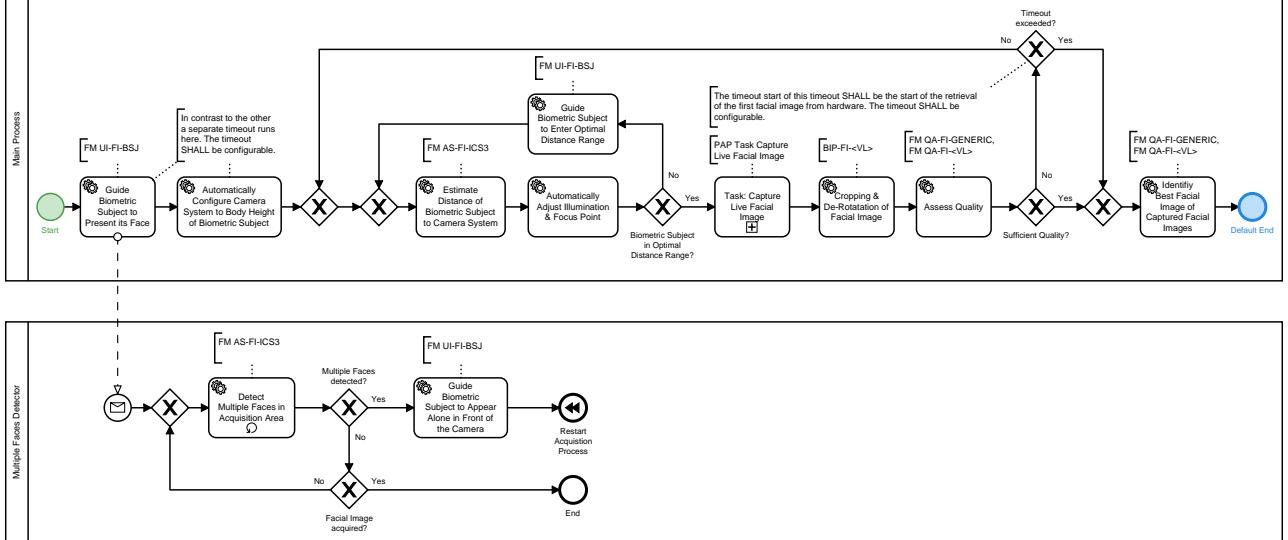 Main Process
Start
FM UI-FI-BSJ
Guide
Biometric
Subject to
Present its Face
In contrast to the other
a separate timeout runs
here. The timeout
SHALL be configurable.
Automatically
Configure Camera
System to Body Height
of Biometric Subject
FM AS-FI-ICS3
Estimate
Distance of
Biometric Subject
to Camera System
FM UI-FI-BSJ
Guide
Biometric Subject
to Enter Optimal
Distance Range
Automatically
Adjust Illumination
& Focus Point
No
Yes
Biometric Subject
in Optimal
Distance Range?
The timeout start of this timeout SHALL be the start of the retrieval
of the first facial image from hardware. The timeout SHALL be
configurable.
PAP Task Capture
Live Facial Image
Task: Capture
Live Facial
Image
BIP-FI-<VL>
Cropping &
De-Rotatation of
Facial Image
FM QA-FI-GENERIC,
FM QA-FI-<VL>
Assess Quality
Timeout
exceeded?
No
Yes
No
Yes
Sufficient Quality?
FM QA-FI-GENERIC,
FM QA-FI-<VL>
Identifiy
Best Facial
Image of
Captured Facial
Images
Default End
Multiple Faces Detector
FM AS-FI-ICS3
Detect
Multiple Faces in
Acquisition Area
Multiple Faces
detected?
Yes
No
FM UI-FI-BSJ
Guide
Biometric
Subject to Appear
Alone in Front of
the Camera
Restart
Acquistion
Process
No
Yes
Facial Image
acquired?
End